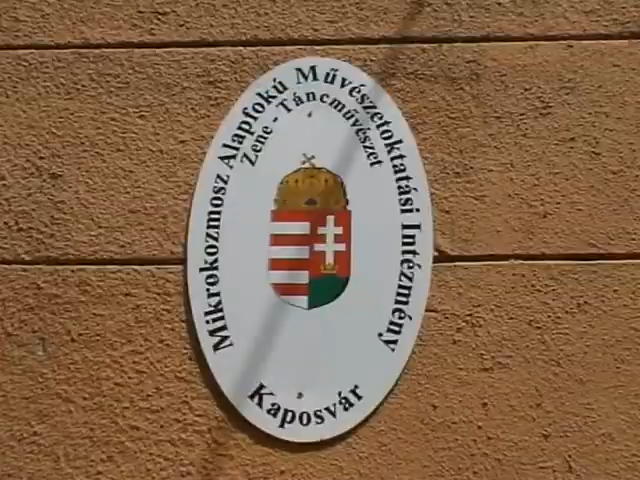 Mikrokozmosz Alapfokú Művészetoktatási Intézmény
Zene - Táncművészet
Kaposvár